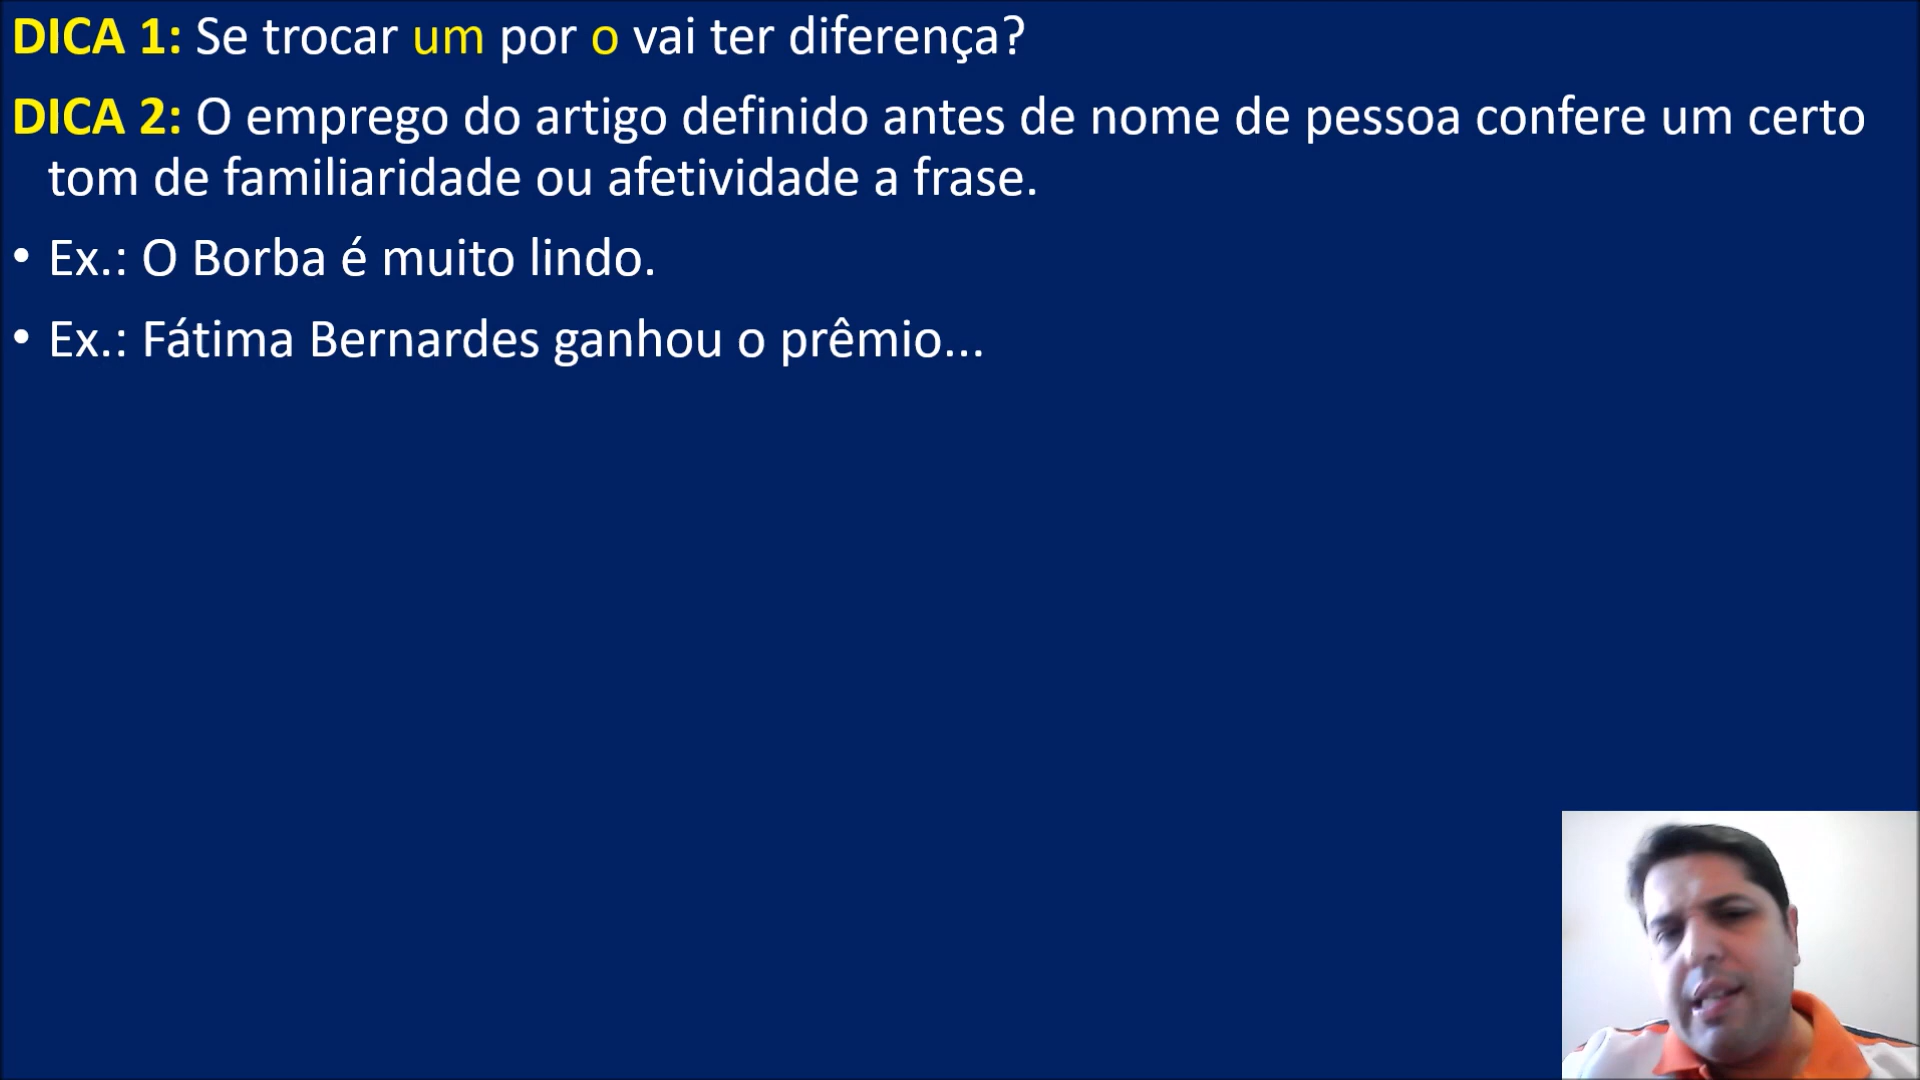 DICA 1: Se trocar um por o vai ter diferença?
DICA 2: O emprego do artigo definido antes de nome de pessoa confere um certo
tom de familiaridade ou afetividade a frase.
• Ex.: O Borba é muito lindo.
• Ex.: Fátima Bernardes ganhou o prêmio...